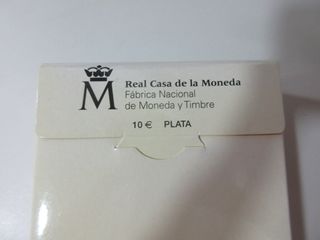 M
Real Casa de la Moneda
Fábrica Nacional
de Moneda y Timbre
10 € PLATA